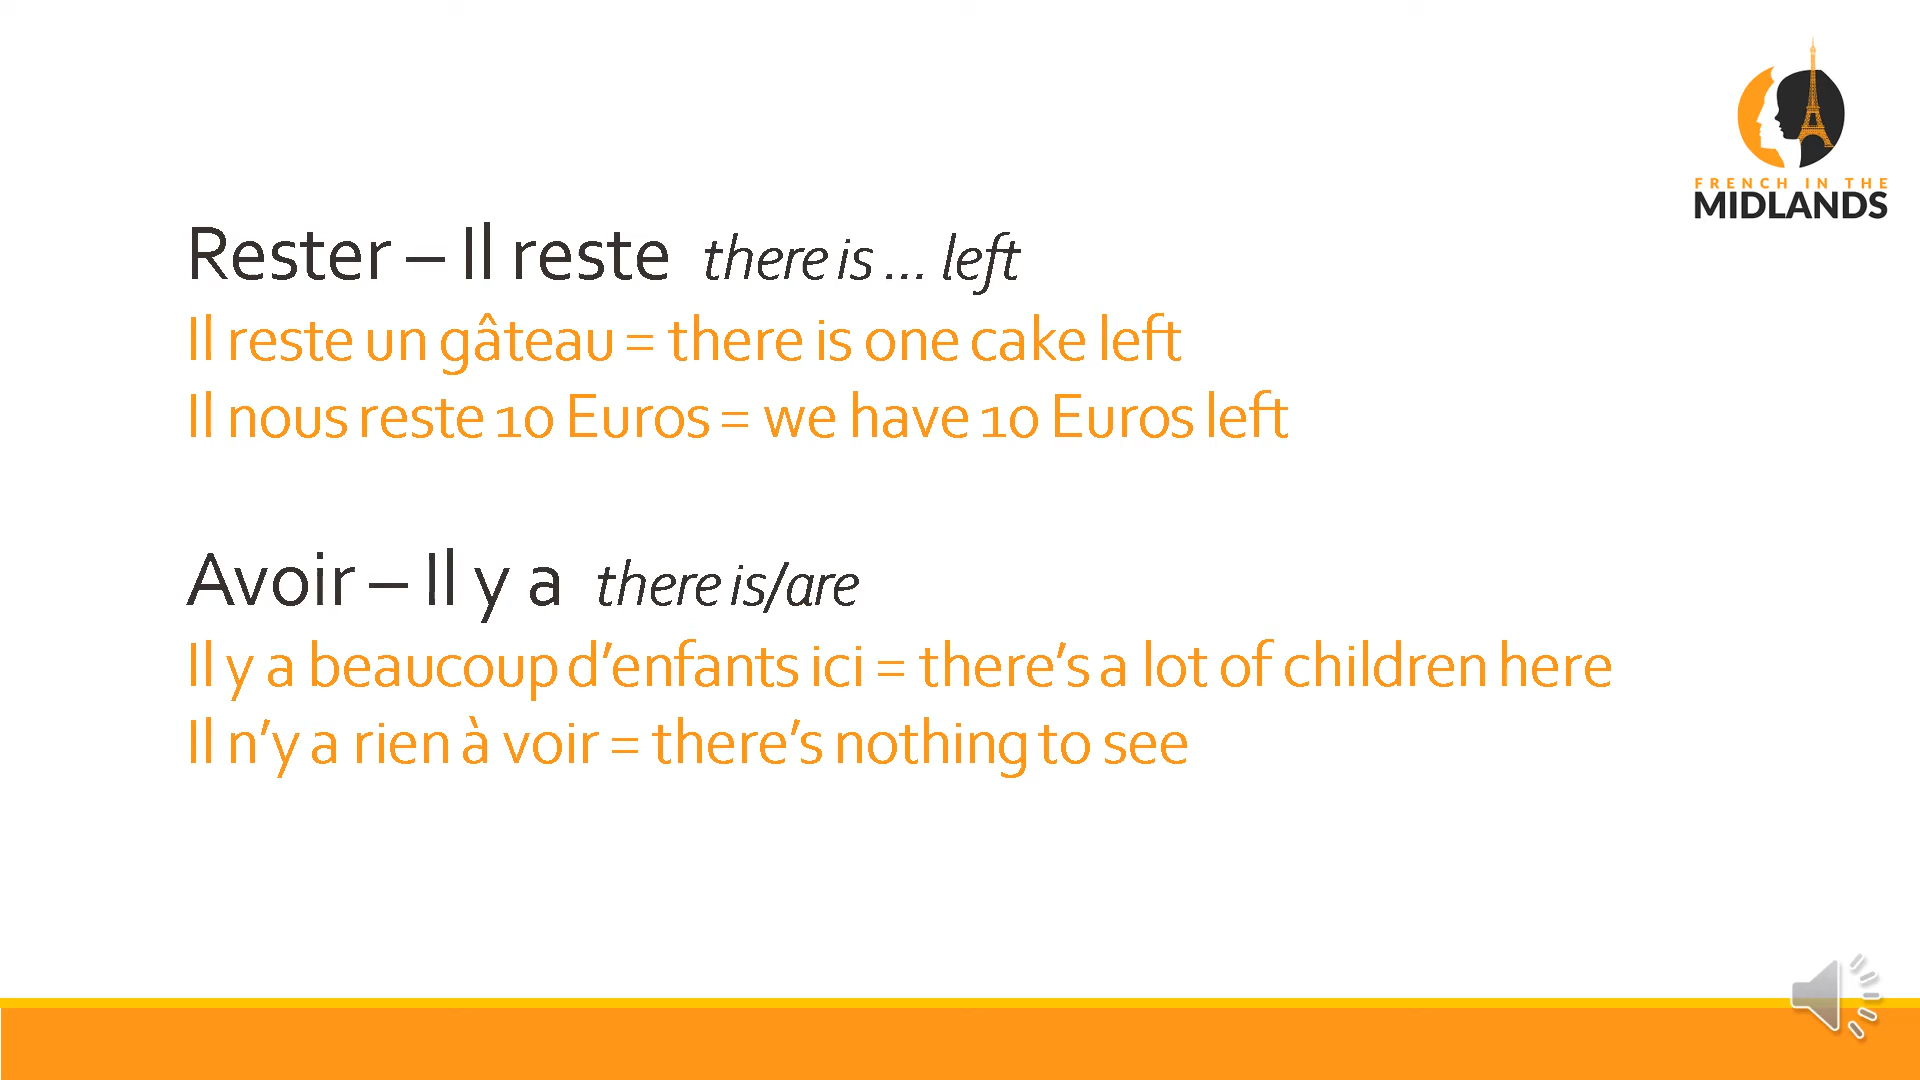 FRENCH IN THE
MIDLANDS
Rester – Il reste there is ... left
Il reste un gâteau = there is one cake left
Il nous reste 10 Euros = we have 10 Euros left
Avoir – Il y a there is/are
Il y a beaucoup d’enfants ici = there’s a lot of children here
Il n’y a rien à voir = there’s nothing to see